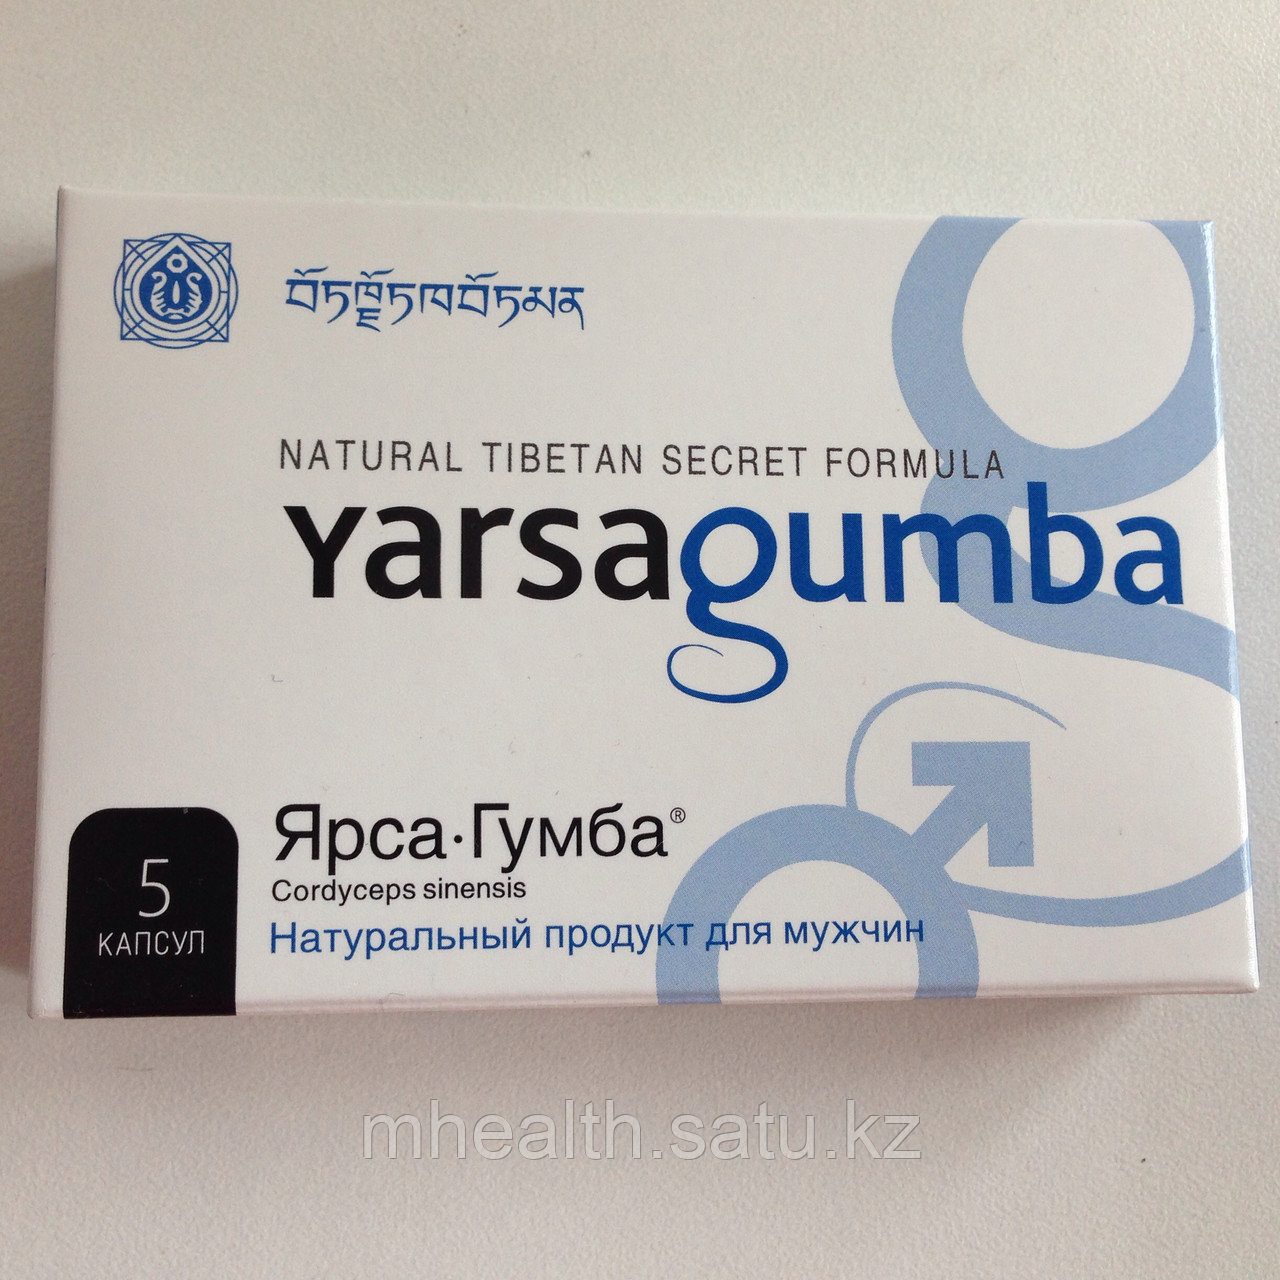 NATURAL TIBETAN SECRET FORMULA
Yarsagumba
Ярса·Гумба®
Cordyceps sinensis
Натуральный продукт для мужчин
5
КАПСУЛ
mhealth.satu.kz